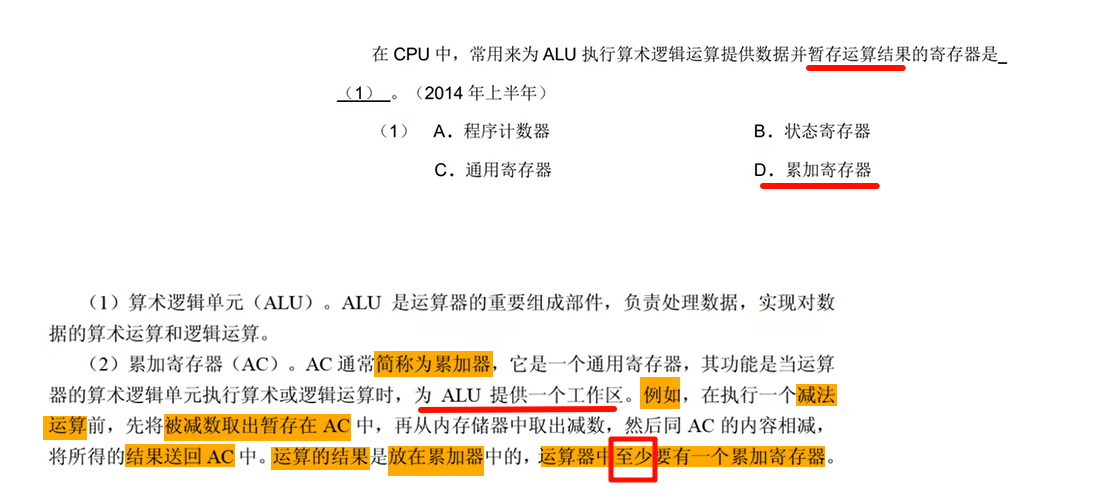 在 CPU 中，常用来为 ALU 执行算术逻辑运算提供数据并暂存运算结果的寄存器是_
（1） 。（2014 年上半年）
（1） A．程序计数器 B．状态寄存器
C．通用寄存器 D．累加寄存器
（1）算术逻辑单元（ALU）。ALU 是运算器的重要组成部件，负责处理数据，实现对数
据的算术运算和逻辑运算。
（2）累加寄存器（AC）。AC 通常简称为累加器，它是一个通用寄存器，其功能是当运算
器的算术逻辑单元执行算术或逻辑运算时，为 ALU 提供一个工作区。例如，在执行一个减法
运算前，先将被减数取出暂存在 AC 中，再从内存储器中取出减数，然后同 AC 的内容相减，
将所得的结果送回 AC 中。运算的结果是放在累加器中的，运算器中至少要有一个累加寄存器。